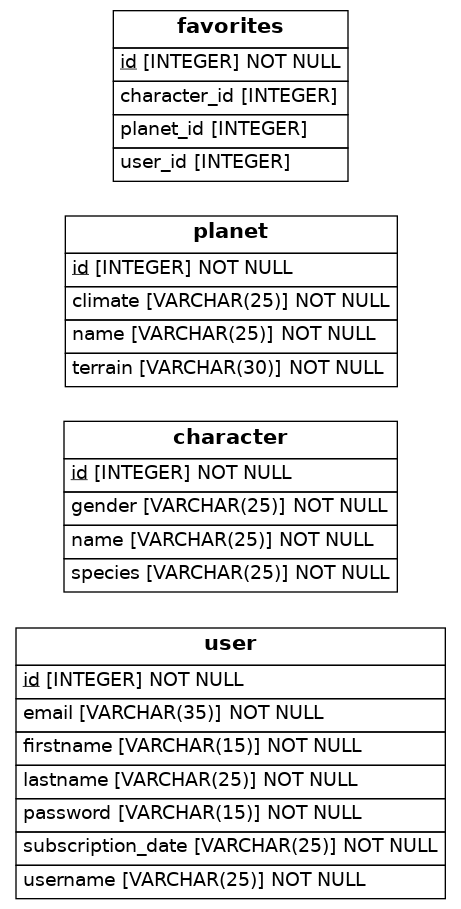 favorites
id [INTEGER] NOT NULL
character_id [INTEGER]
planet_id [INTEGER]
user_id [INTEGER]
planet
id [INTEGER] NOT NULL
climate [VARCHAR(25)] NOT NULL
name [VARCHAR(25)] NOT NULL
terrain [VARCHAR(30)] NOT NULL
character
id [INTEGER] NOT NULL
gender [VARCHAR(25)] NOT NULL
name [VARCHAR(25)] NOT NULL
species [VARCHAR(25)] NOT NULL
user
id [INTEGER] NOT NULL
email [VARCHAR(35)] NOT NULL
firstname [VARCHAR(15)] NOT NULL
lastname [VARCHAR(25)] NOT NULL
password [VARCHAR(15)] NOT NULL
subscription_date [VARCHAR(25)] NOT NULL
username [VARCHAR(25)] NOT NULL